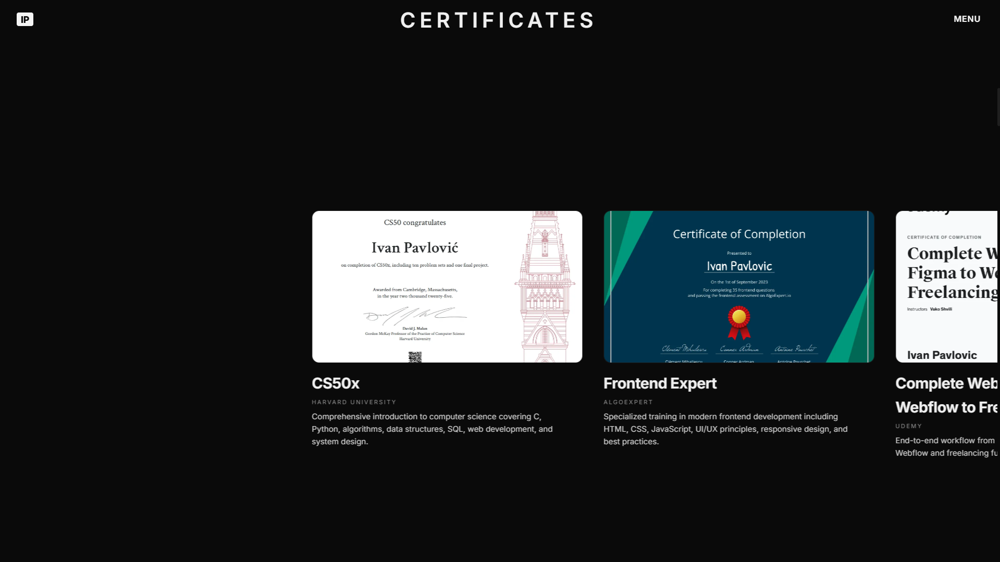 IP
CERTIFICATES
MENU
CS50 congratulates
Ivan Pavlović
on completion of CS50x, including ten problem sets and one final project.
Awarded from Cambridge, Massachusetts,
in the year two thousand twenty-five.
David J. Malan
Gordon McKay Professor of the Practice of Computer Science
Harvard University
CS50x
HARVARD UNIVERSITY
Comprehensive introduction to computer science covering C,
Python, algorithms, data structures, SQL, web development, and
system design.
Certificate of Completion
Presented to
Ivan Pavlovic
On the 1st of September 2023
For completing 35 frontend questions
and passing the frontend assessment on AlgoExpert.io
Clément Mihailescu Conner Ardman Antoine Pourchet
Clément Mihailescu Conner Ardman Antoine Pourchet
Frontend Expert
ALGOEXPERT
Specialized training in modern frontend development including
HTML, CSS, JavaScript, UI/UX principles, responsive design, and
best practices.
CERTIFICATE OF COMPLETION
Complete W
Figma to We
Freelancing
Instructors Vako Shvili
Ivan Pavlovic
Complete Web
Webflow to Fre
UDEMY
End-to-end workflow from
Webflow and freelancing fu